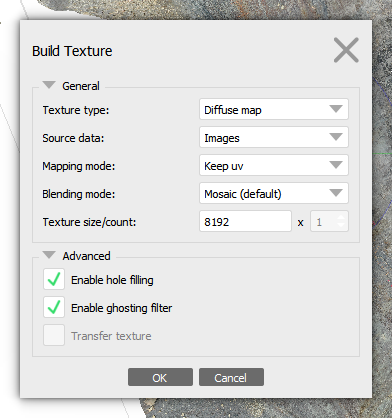 Build Texture
General
Texture type: Diffuse map
Source data: Images
Mapping mode: Keep uv
Blending mode: Mosaic (default)
Texture size/count: 8192 x 1
Advanced
Enable hole filling
Enable ghosting filter
Transfer texture
OK Cancel